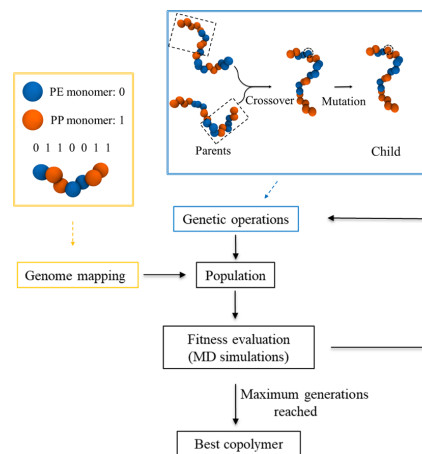 PE monomer: 0
PP monomer: 1
0 1 1 0 0 1 1
Crossover
Mutation
Parents
Child
Genetic operations
Genome mapping
Population
Fitness evaluation
(MD simulations)
Maximum generations
reached
Best copolymer